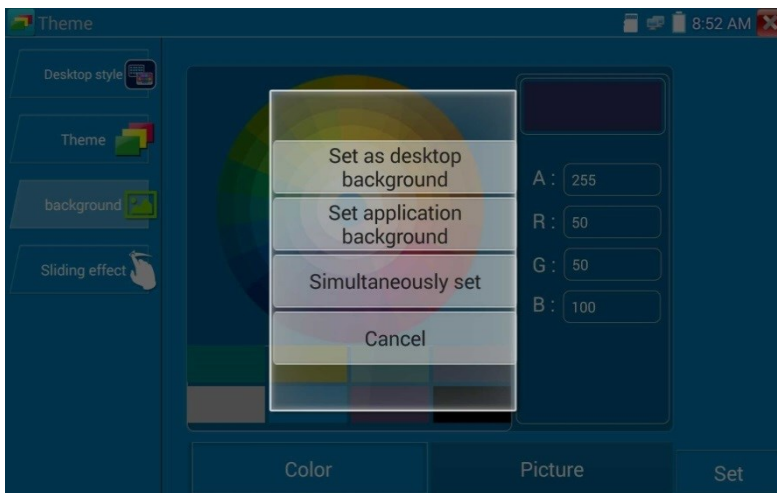 Theme
8:52 AM
Desktop style
Theme
background
Sliding effect
Set as desktop
background
Set application
background
Simultaneously set
Cancel
A : 255
R : 50
G : 50
B : 100
Color
Picture
Set